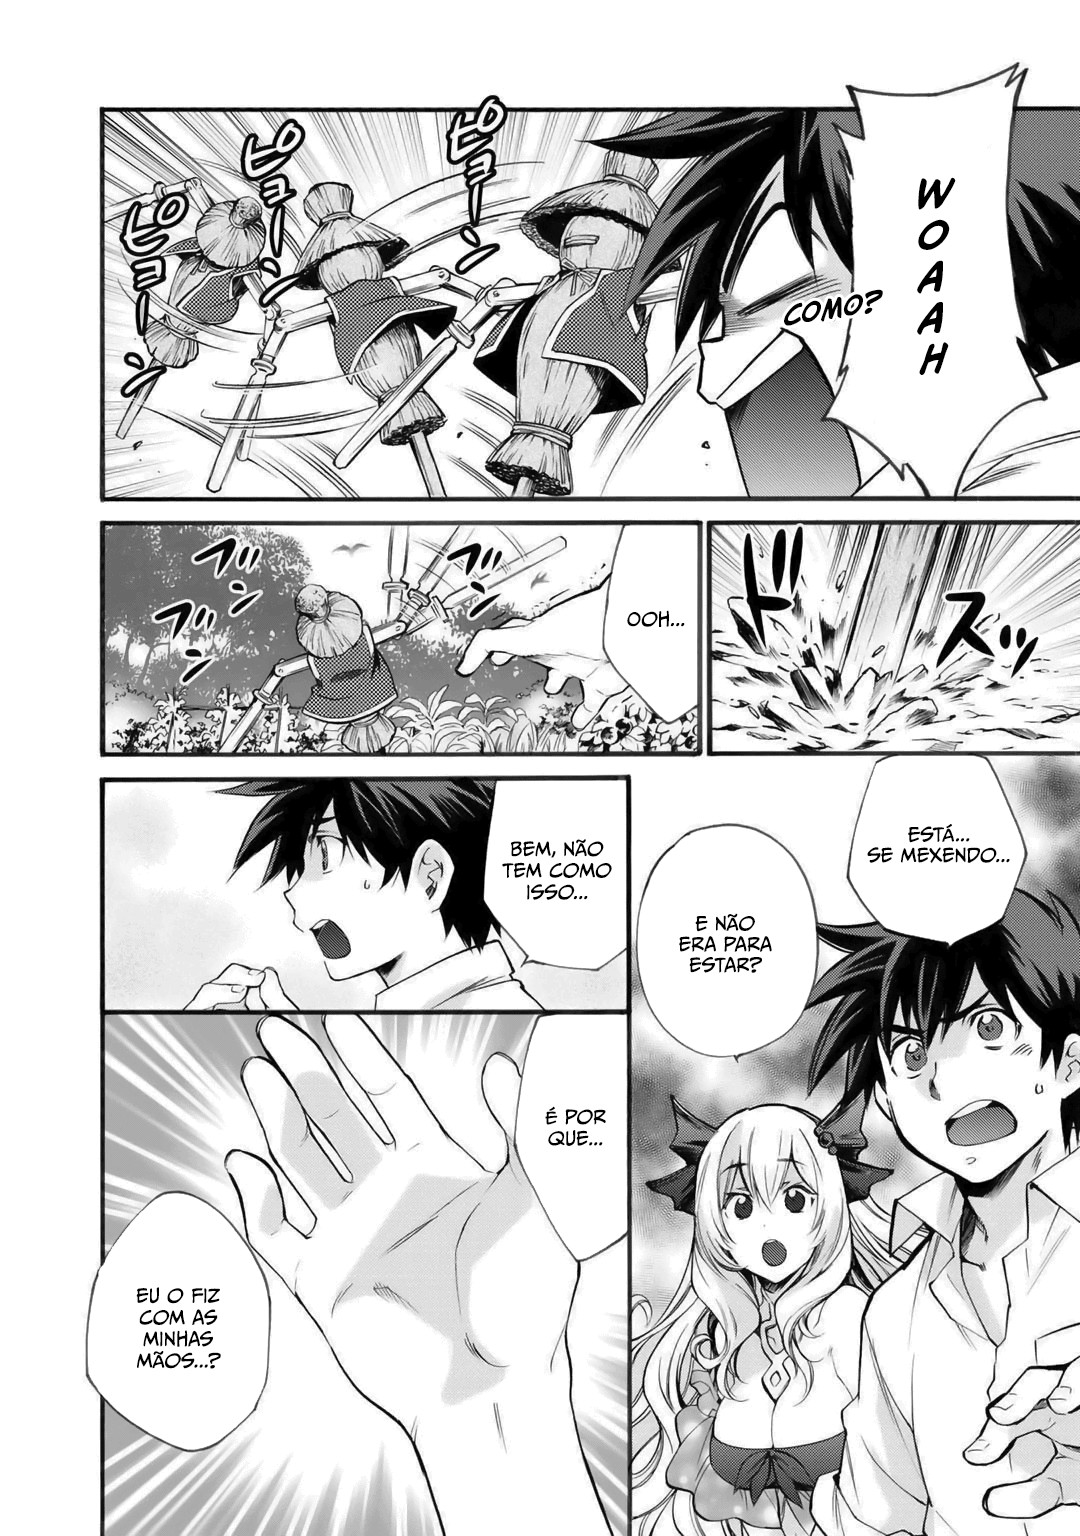 WOAAH
COMO?
ピョーン
ピョーン
ピョーン
ドスッ
OOH...
ブン
ブン
ブン
ESTÁ...
SE MEXENDO...
E NÃO
ERA PARA
ESTAR?
BEM, NÃO
TEM COMO
ISSO...
É POR
QUE...
EU O FIZ
COM AS
MINHAS
MÃOS...?